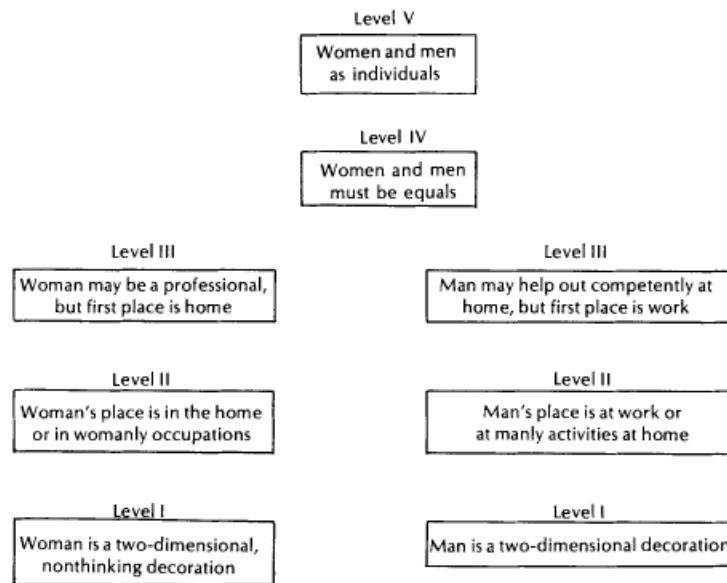 Level V
Women and men
as individuals
Level IV
Women and men
must be equals
Level III
Woman may be a professional,
but first place is home
Level III
Man may help out competently at
home, but first place is work
Level II
Woman's place is in the home
or in womanly occupations
Level II
Man's place is at work or
at manly activities at home
Level I
Woman is a two-dimensional,
nonthinking decoration
Level I
Man is a two-dimensional decoration